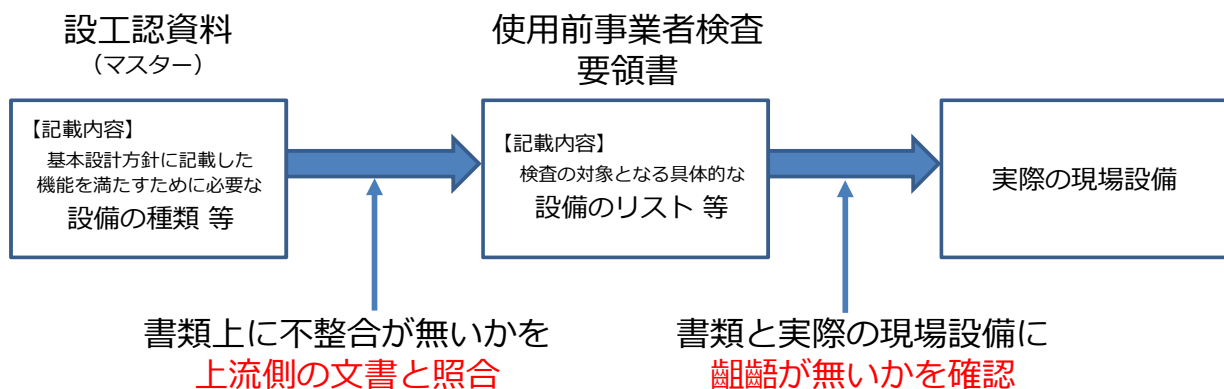 設工認資料
（マスター）
【記載内容】
基本設計方針に記載した
機能を満たすために必要な
設備の種類 等
使用前事業者検査
要領書
【記載内容】
検査の対象となる具体的な
設備のリスト 等
実際の現場設備
書類上に不整合が無いかを
上流側の文書と照合
書類と実際の現場設備に
齟齬が無いかを確認